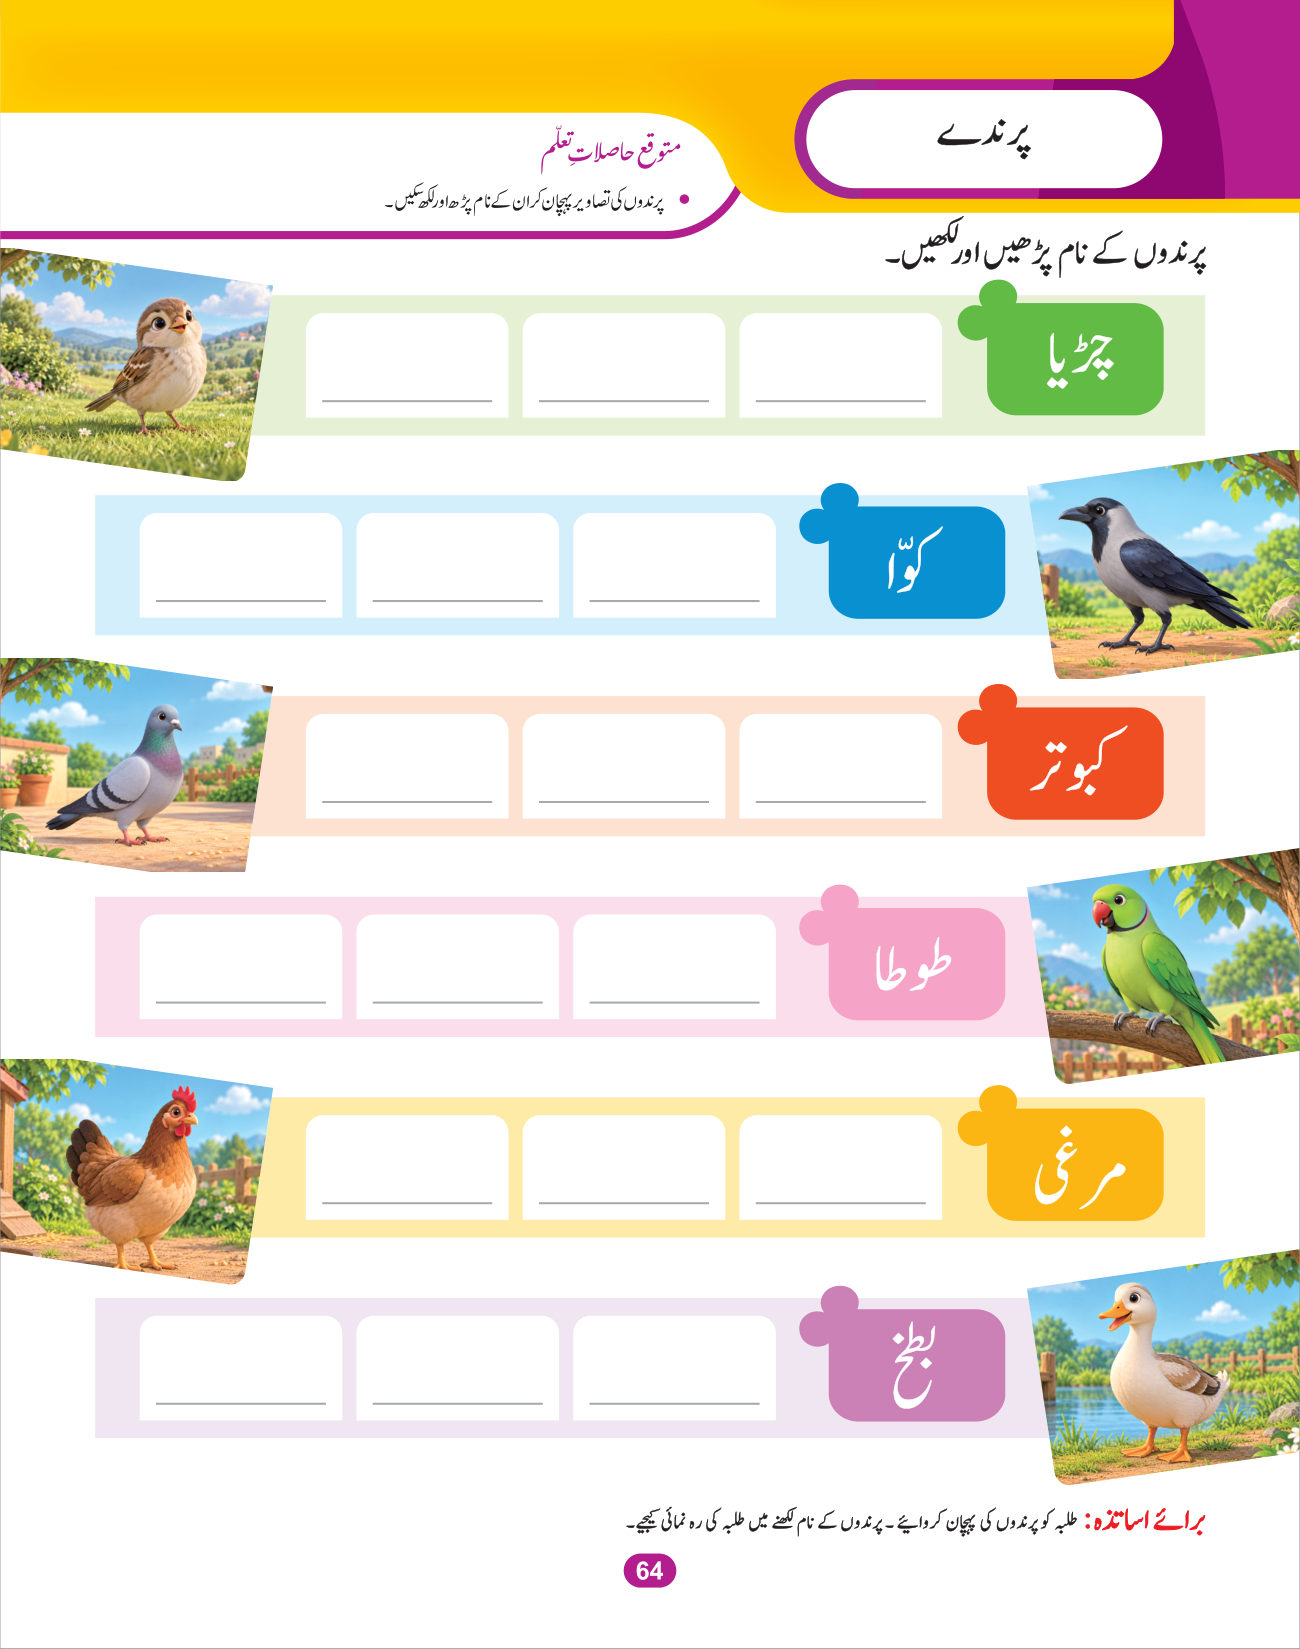 پرندے
متوقع حاصلاتِ تعلّم
• پرندوں کی تصاویر پہچان کر ان کے نام پڑھ اور لکھ سکیں۔
پرندوں کے نام پڑھیں اور لکھیں۔
چڑیا
کوّا
کبوتر
طوطا
مرغی
بطخ
برائے اساتذہ: طلبہ کو پرندوں کی پہچان کروایئے۔ پرندوں کے نام لکھنے میں طلبہ کی رہ نمائی کیجیے۔
64